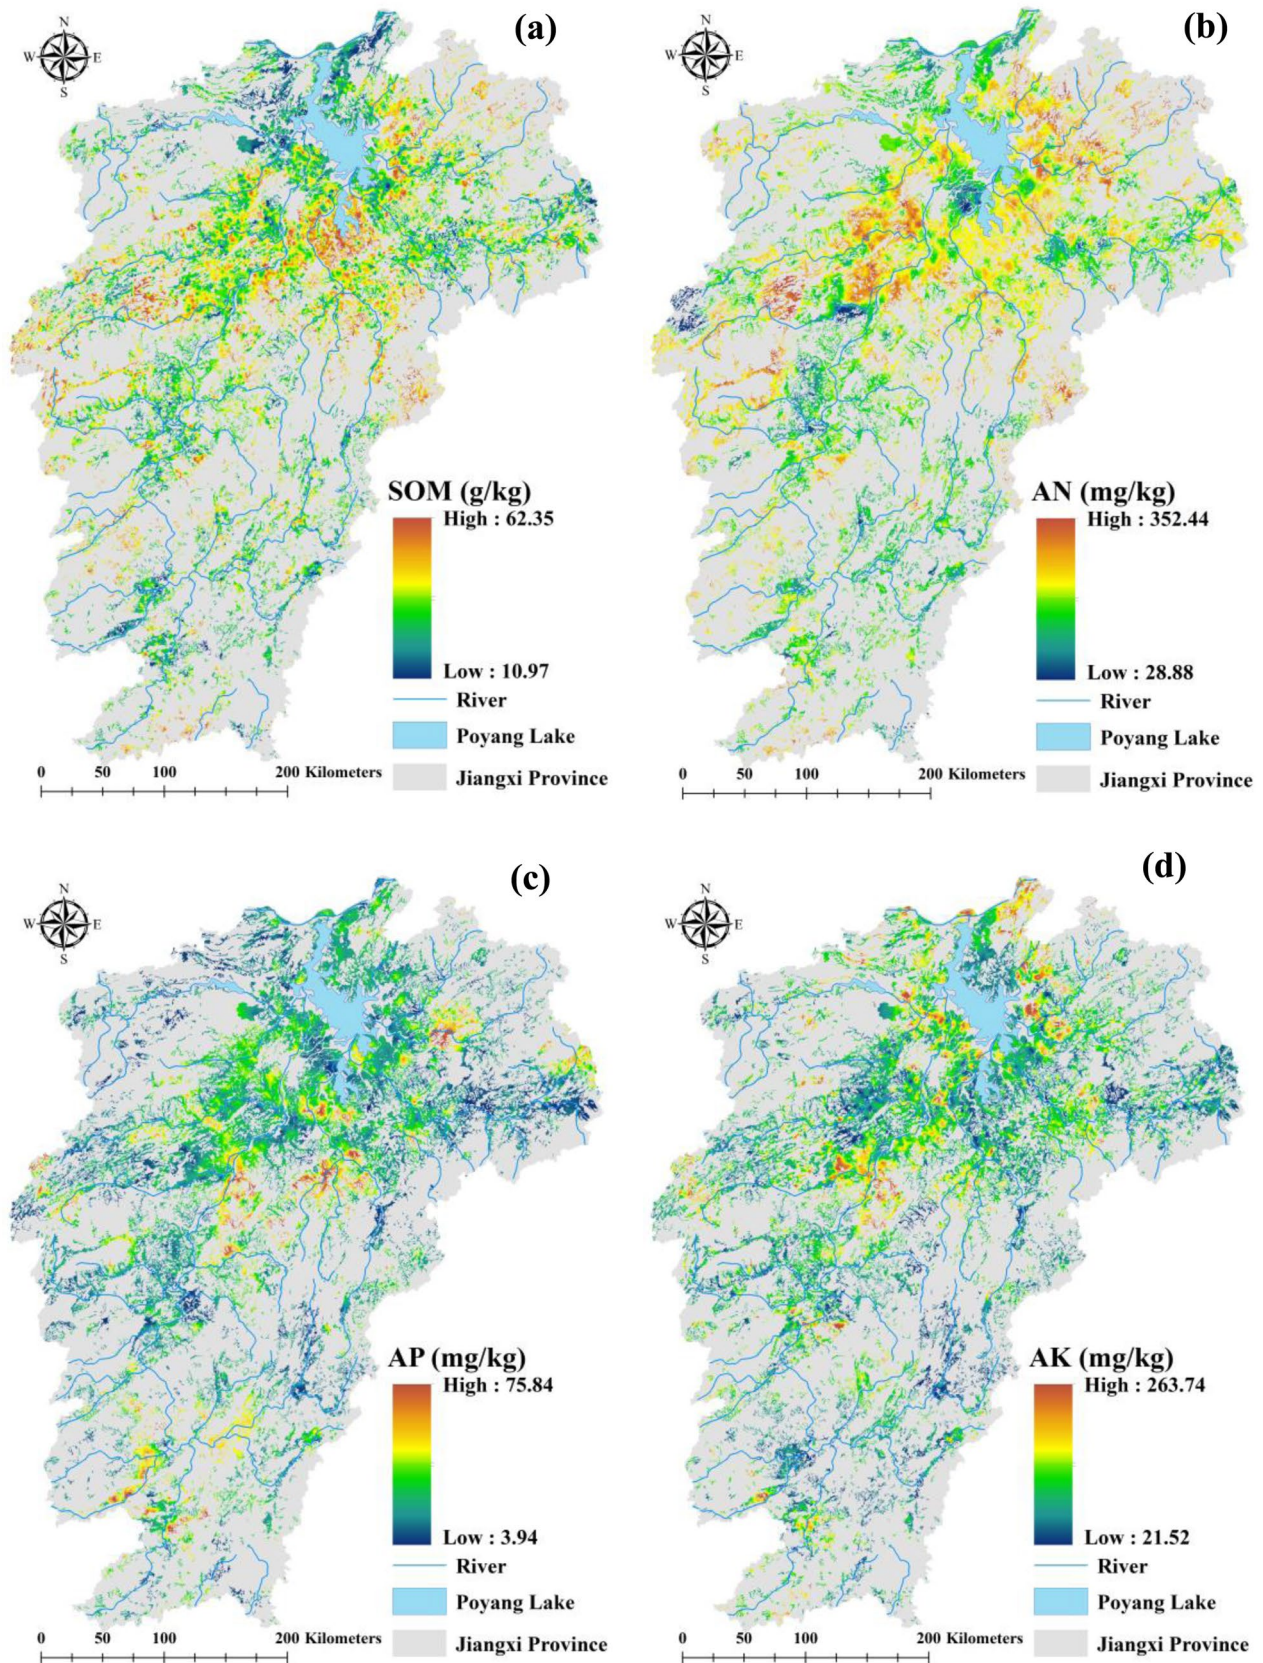 (a)
N
W E
S
SOM (g/kg)
High : 62.35
Low : 10.97
River
Poyang Lake
Jiangxi Province
0 50 100 200 Kilometers
(b)
N
W E
S
AN (mg/kg)
High : 352.44
Low : 28.88
River
Poyang Lake
Jiangxi Province
0 50 100 200 Kilometers
(c)
N
W E
S
AP (mg/kg)
High : 75.84
Low : 3.94
River
Poyang Lake
Jiangxi Province
0 50 100 200 Kilometers
(d)
N
W E
S
AK (mg/kg)
High : 263.74
Low : 21.52
River
Poyang Lake
Jiangxi Province
0 50 100 200 Kilometers